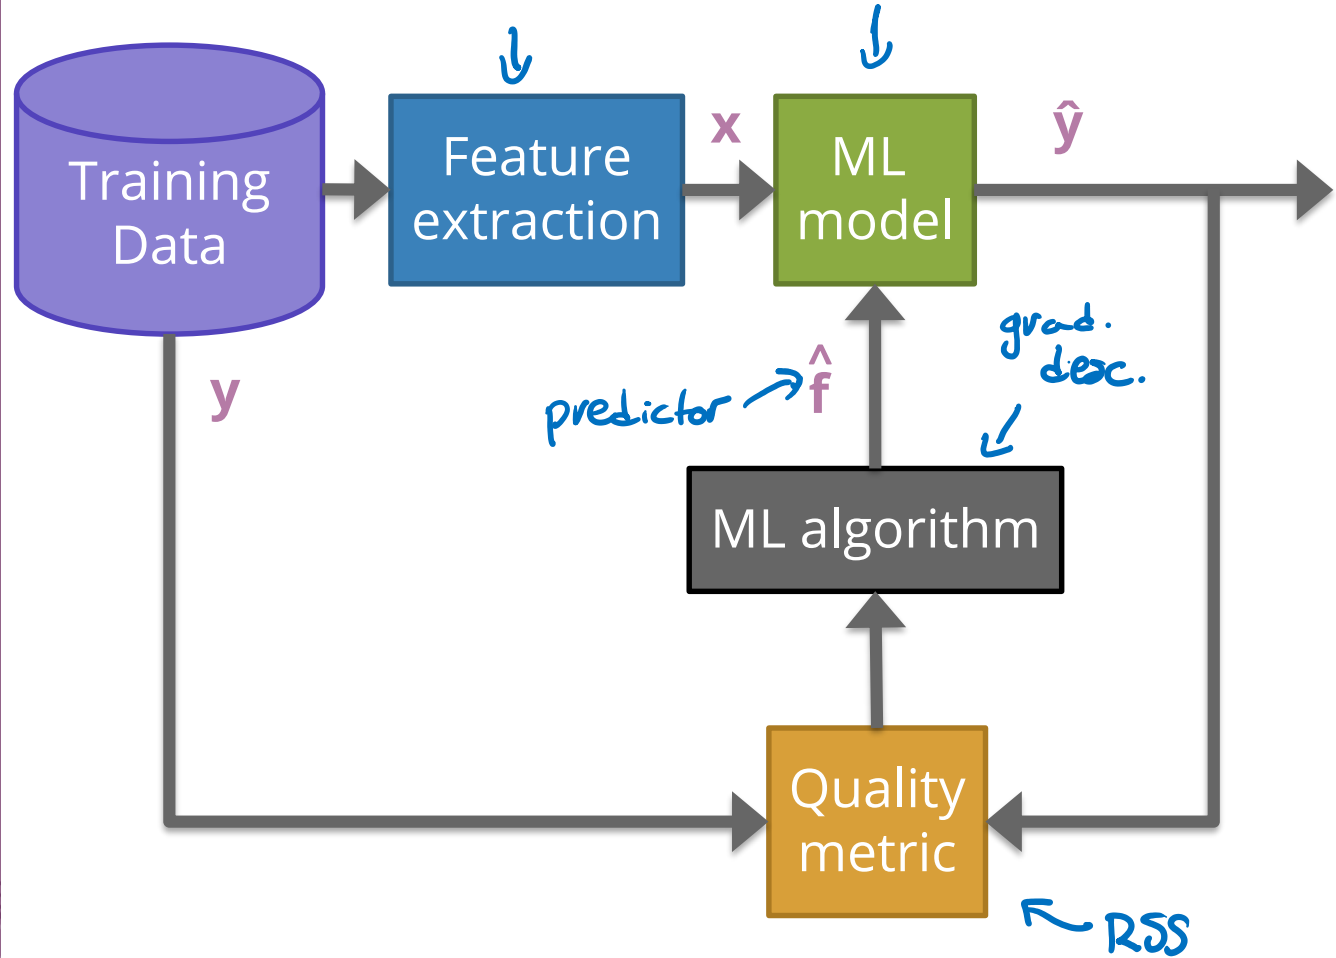 Training
Data
Feature
extraction
x
ML
model
ŷ
y
predictor
f̂
grad.
desc.
ML algorithm
Quality
metric
RSS